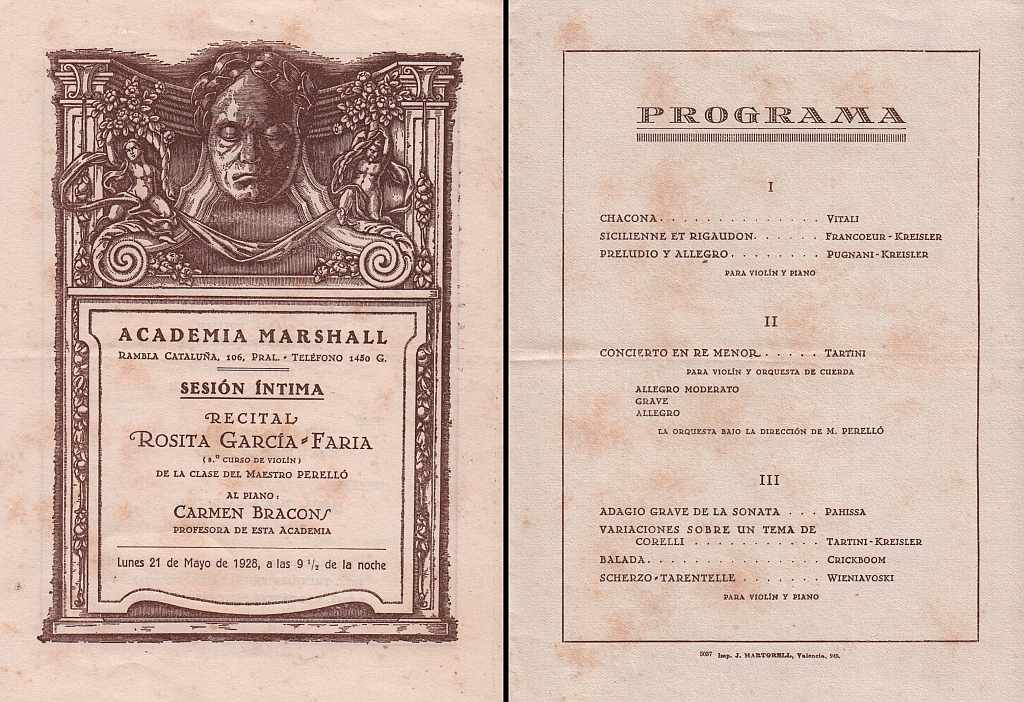 ACADEMIA MARSHALL
RAMBLA CATALUÑA, 106, PRAL. - TELÉFONO 1450 G.
SESIÓN ÍNTIMA
RECITAL
ROSITA GARCÍA-FARIA
(8.º CURSO DE VIOLÍN)
DE LA CLASE DEL MAESTRO PERELLÓ
AL PIANO:
CARMEN BRACONS
PROFESORA DE ESTA ACADEMIA
Lunes 21 de Mayo de 1928, a las 9 1/2 de la noche
PROGRAMA
I
CHACONA. . . . . . . . . . . . . . VITALI
SICILIENNE ET RIGAUDON. . . . . . FRANCOEUR-KREISLER
PRELUDIO Y ALLEGRO . . . . . . . . PUGNANI-KREISLER
PARA VIOLÍN Y PIANO
II
CONCIERTO EN RE MENOR. . . . . TARTINI
PARA VIOLÍN Y ORQUESTA DE CUERDA
ALLEGRO MODERATO
GRAVE
ALLEGRO
LA ORQUESTA BAJO LA DIRECCIÓN DE M. PERELLÓ
III
ADAGIO GRAVE DE LA SONATA . . . PAHISSA
VARIACIONES SOBRE UN TEMA DE
CORELLI . . . . . . . . . . . TARTINI-KREISLER
BALADA. . . . . . . . . . . . . . . CRICKBOOM
SCHERZO-TARENTELLE . . . . . . . WIENIAVOSKI
PARA VIOLÍN Y PIANO
5057 Imp. J. MARTORELL, Valencia, 245.